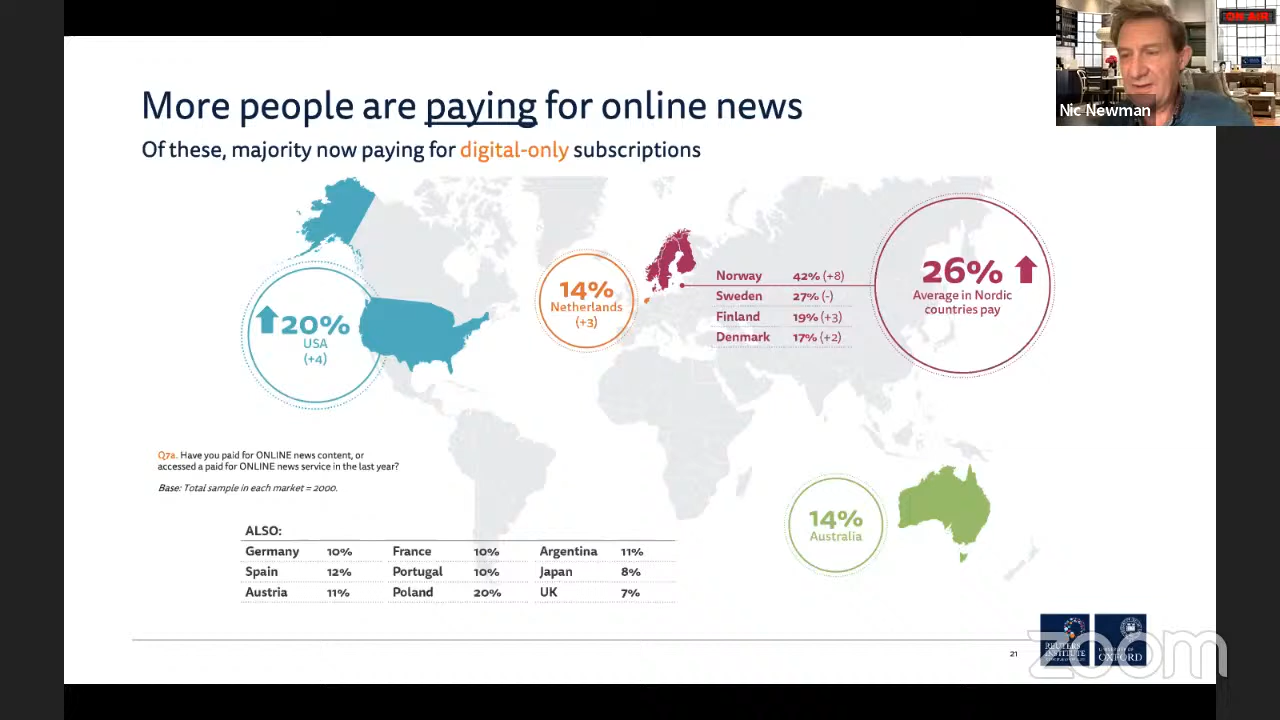 ON AIR
Nic Newman
More people are paying for online news
Of these, majority now paying for digital-only subscriptions
26%
Average in Nordic
countries pay
Norway 42% (+8)
Sweden 27% (-)
Finland 19% (+3)
Denmark 17% (+2)
14%
Netherlands
(+3)
20%
USA
(+4)
Q7a. Have you paid for ONLINE news content, or
accessed a paid for ONLINE news service in the last year?
Base: Total sample in each market = 2000.
14%
Australia
ALSO:
Germany 10% France 10% Argentina 11%
Spain 12% Portugal 10% Japan 8%
Austria 11% Poland 20% UK 7%
21
REUTERS
INSTITUTE
OXFORD
zoom